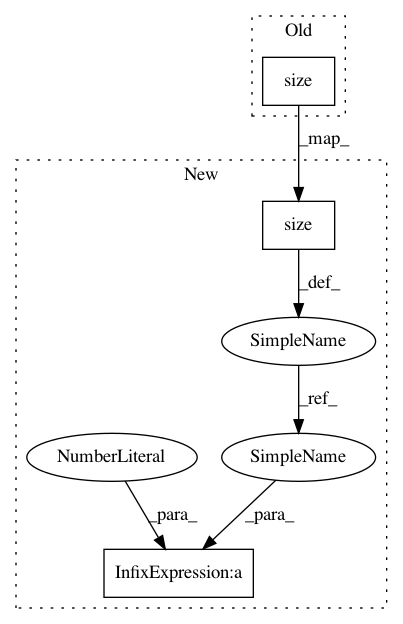 Old
size
_map_
New
size
_def_
SimpleName
_ref_
NumberLiteral
SimpleName
_para_
_para_
InfixExpression:a